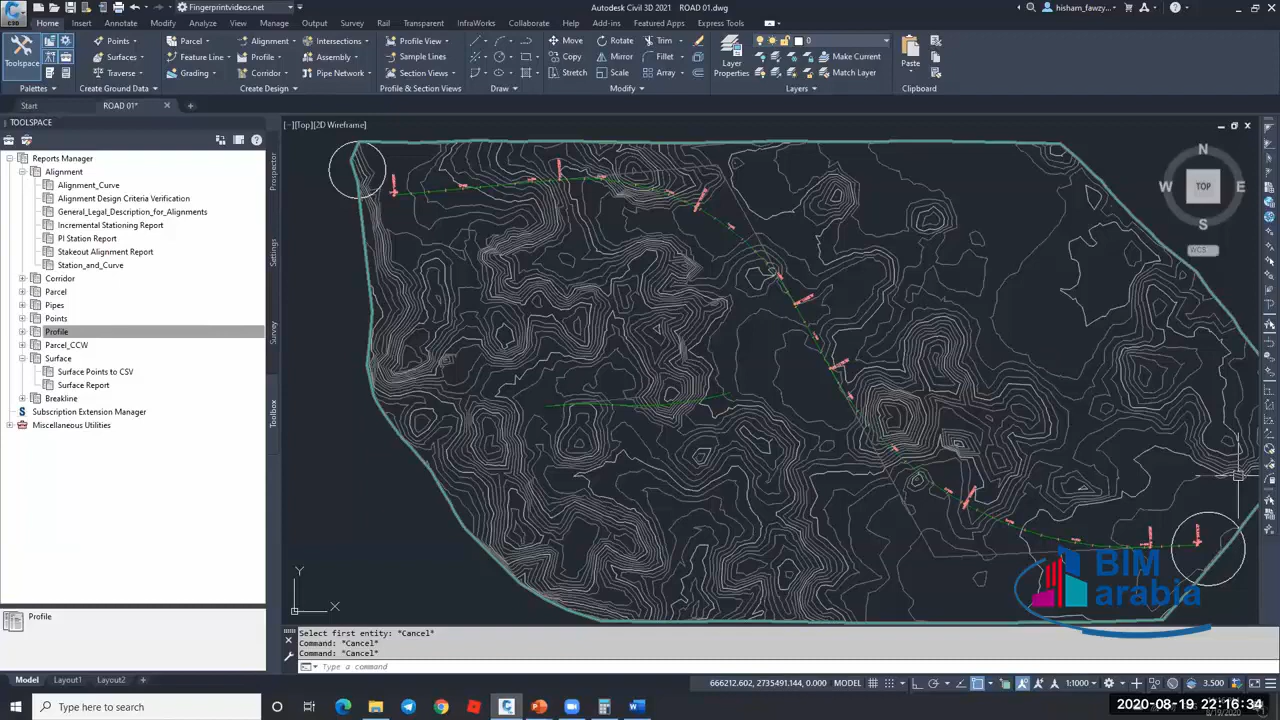 Autodesk Civil 3D 2021 ROAD 01.dwg
Fingerprintvideos.net
hisham_fawzy...
Home Insert Annotate Modify Analyze View Manage Output Survey Rail Transparent InfraWorks Collaborate Help Add-ins Featured Apps Express Tools
Toolspace
Points
Surfaces
Traverse
Parcel
Feature Line
Grading
Alignment
Profile
Corridor
Intersections
Assembly
Pipe Network
Profile View
Sample Lines
Section Views
Move
Copy
Stretch
Rotate
Mirror
Scale
Trim
Fillet
Array
Layer Properties
0
Make Current
Match Layer
Paste
Palettes
Create Ground Data
Create Design
Profile & Section Views
Draw
Modify
Layers
Clipboard
Start
ROAD 01*
TOOLSPACE
[−][Top][2D Wireframe]
Reports Manager
Alignment
Alignment_Curve
Alignment Design Criteria Verification
General_Legal_Description_for_Alignments
Incremental Stationing Report
PI Station Report
Stakeout Alignment Report
Station_and_Curve
Corridor
Parcel
Pipes
Points
Profile
Parcel_CCW
Surface
Surface Points to CSV
Surface Report
Breakline
Subscription Extension Manager
Miscellaneous Utilities
Prospector
Settings
Survey
Toolbox
N
W TOP E
S
WCS
Y
X
BIM
arabia
Profile
Select first entity: *Cancel*
Command: *Cancel*
Command: *Cancel*
Type a command
Model Layout1 Layout2
666212.602, 2735491.144, 0.000 MODEL 1:1000 3.500
Type here to search
2020-08-19 22:16:34